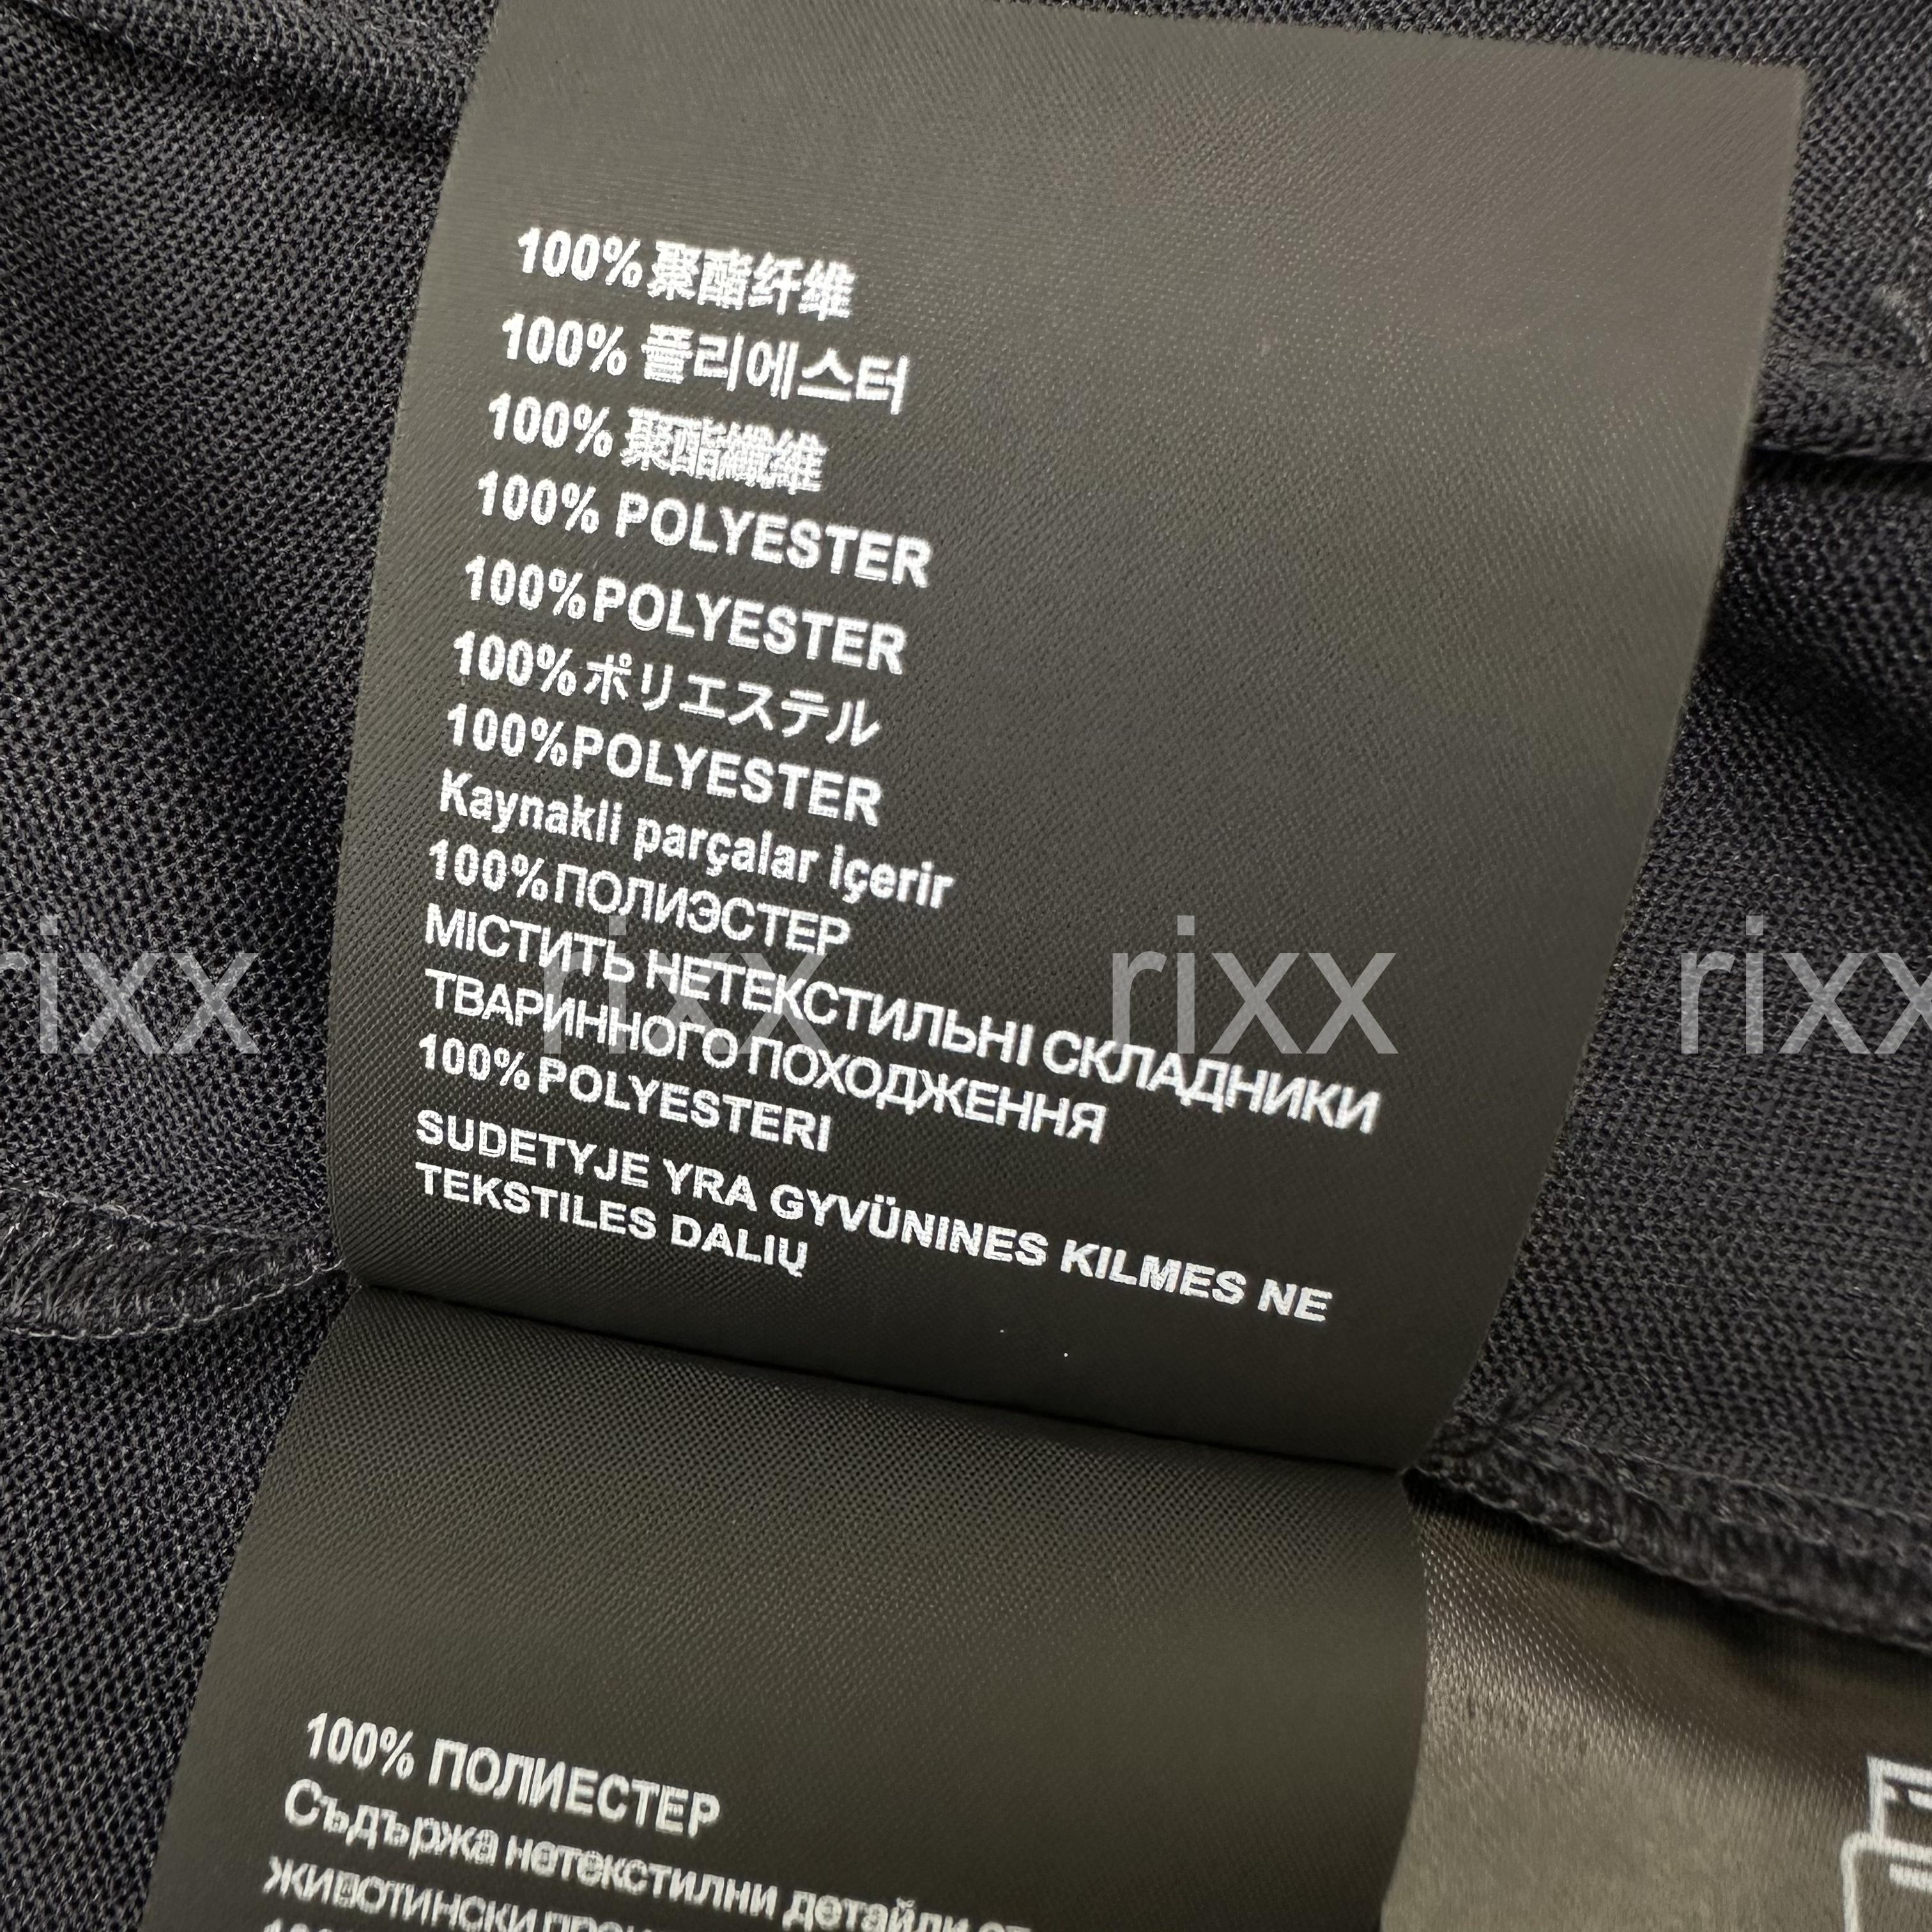 100%聚酯纤维
100% 폴리에스터
100% 聚酯纖維
100% POLYESTER
100%POLYESTER
100%ポリエステル
100%POLYESTER
Kaynakli parçalar içerir
100%ПОЛИЭСТЕР
МІСТИТЬ НЕТЕКСТИЛЬНІ СКЛАДНИКИ
ТВАРИННОГО ПОХОДЖЕННЯ
100%POLYESTERI
SUDETYJE YRA GYVÜNINES KILMES NE
TEKSTILES DALIŲ
rixx rixx rixx rixx
100% ПОЛИЕСТЕР
Съдържа нетекстилни детайли от
животински